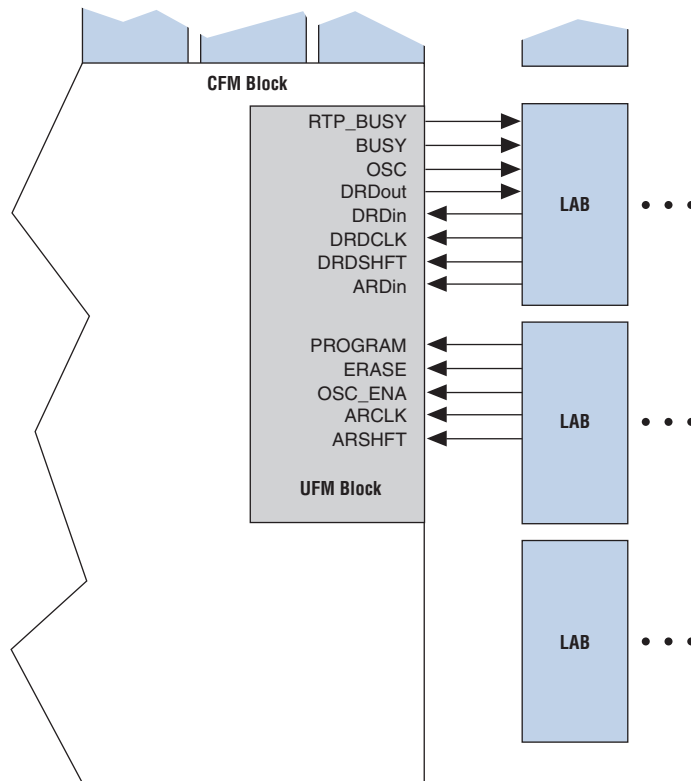 CFM Block
RTP_BUSY
BUSY
OSC
DRDout
DRDin
DRDCLK
DRDSHFT
ARDin
LAB
PROGRAM
ERASE
OSC_ENA
ARCLK
ARSHFT
LAB
UFM Block
LAB